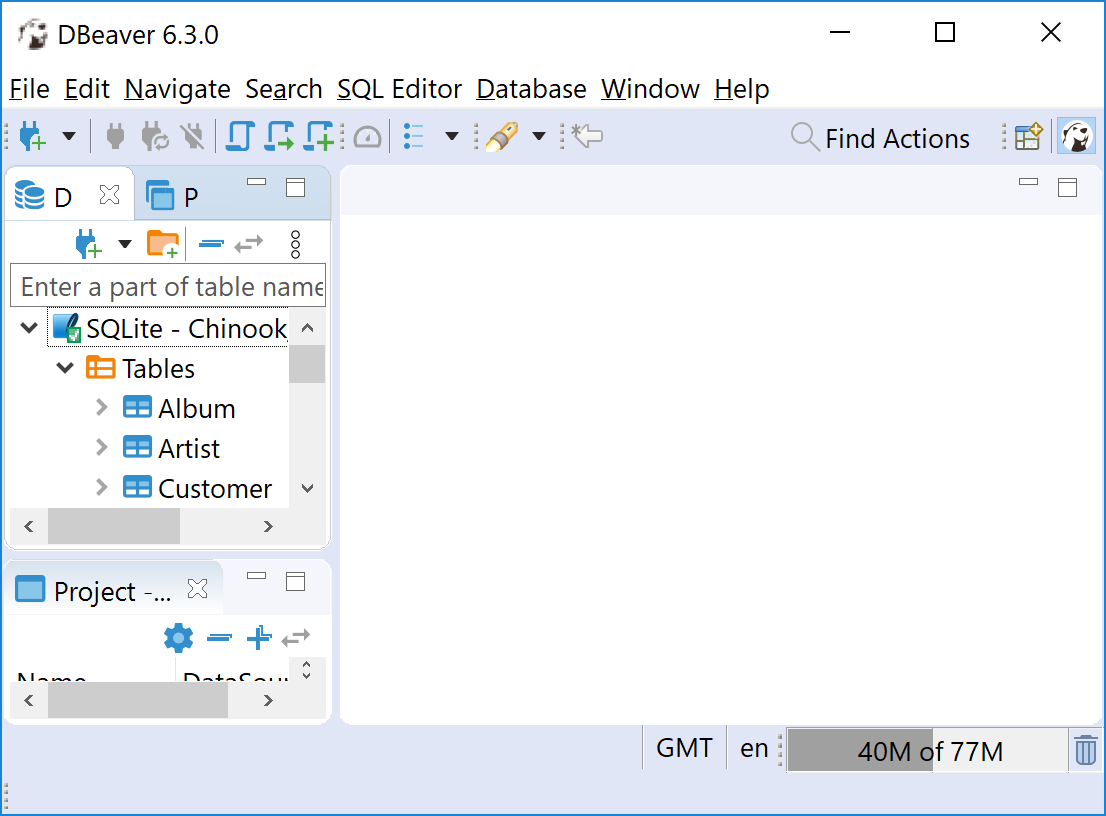 DBeaver 6.3.0
File Edit Navigate Search SQL Editor Database Window Help
Find Actions
D P
Enter a part of table name
SQLite - Chinook
Tables
Album
Artist
Customer
Project -...
Name DataSour
GMT en 40M of 77M